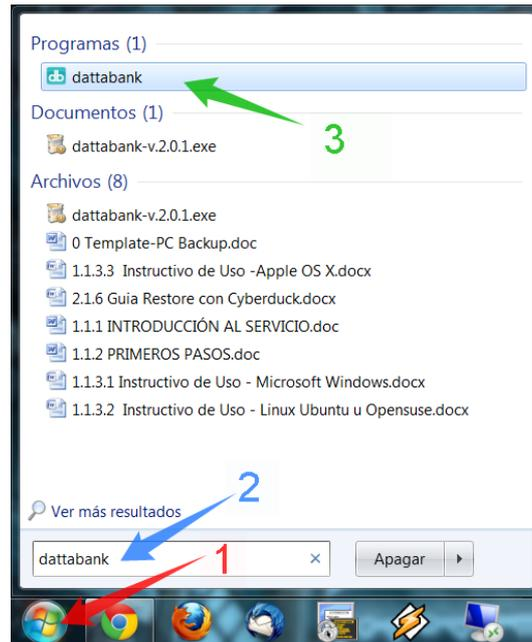 Programas (1)
db dattabank
3
Documentos (1)
dattabank-v.2.0.1.exe
Archivos (8)
dattabank-v.2.0.1.exe
0 Template-PC Backup.doc
1.1.3.3 Instructivo de Uso -Apple OS X.docx
2.1.6 Guia Restore con Cyberduck.docx
1.1.1 INTRODUCCIÓN AL SERVICIO.doc
1.1.2 PRIMEROS PASOS.doc
1.1.3.1 Instructivo de Uso - Microsoft Windows.docx
1.1.3.2 Instructivo de Uso - Linux Ubuntu u Opensuse.docx
2
Ver más resultados
dattabank
1
Apagar